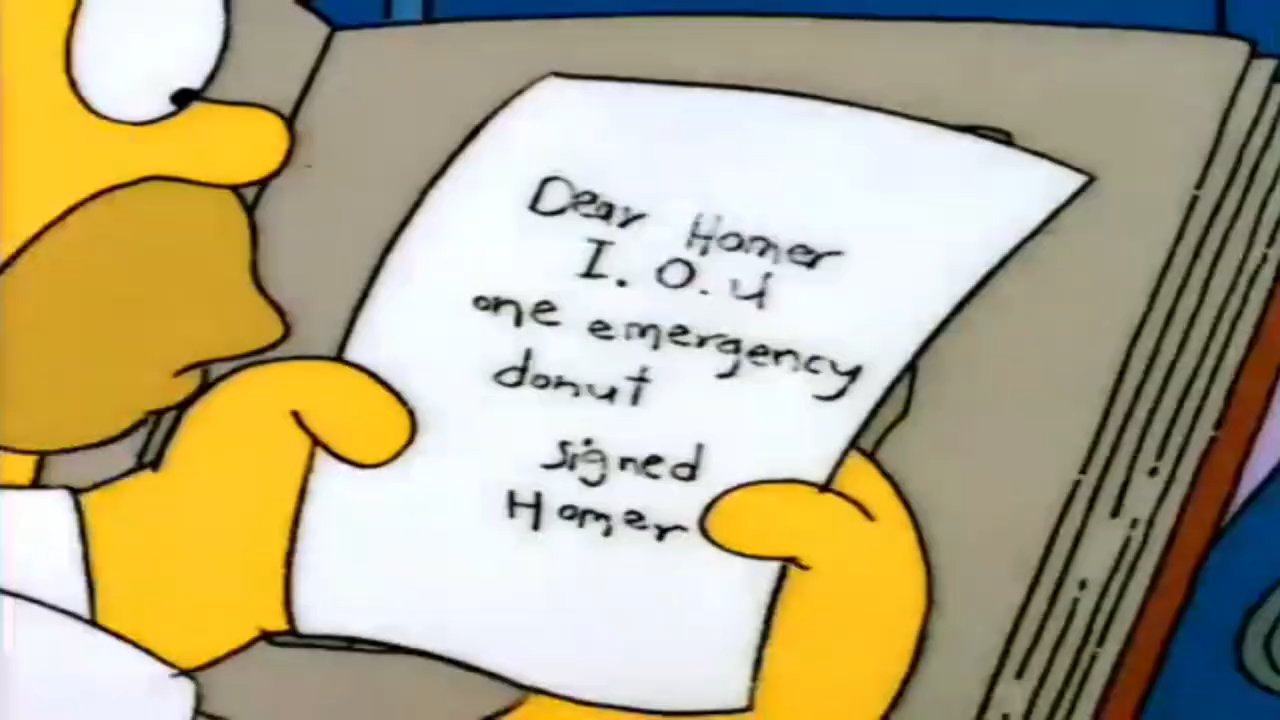 Dear Homer
I. O. U
one emergency
donut
signed
Homer